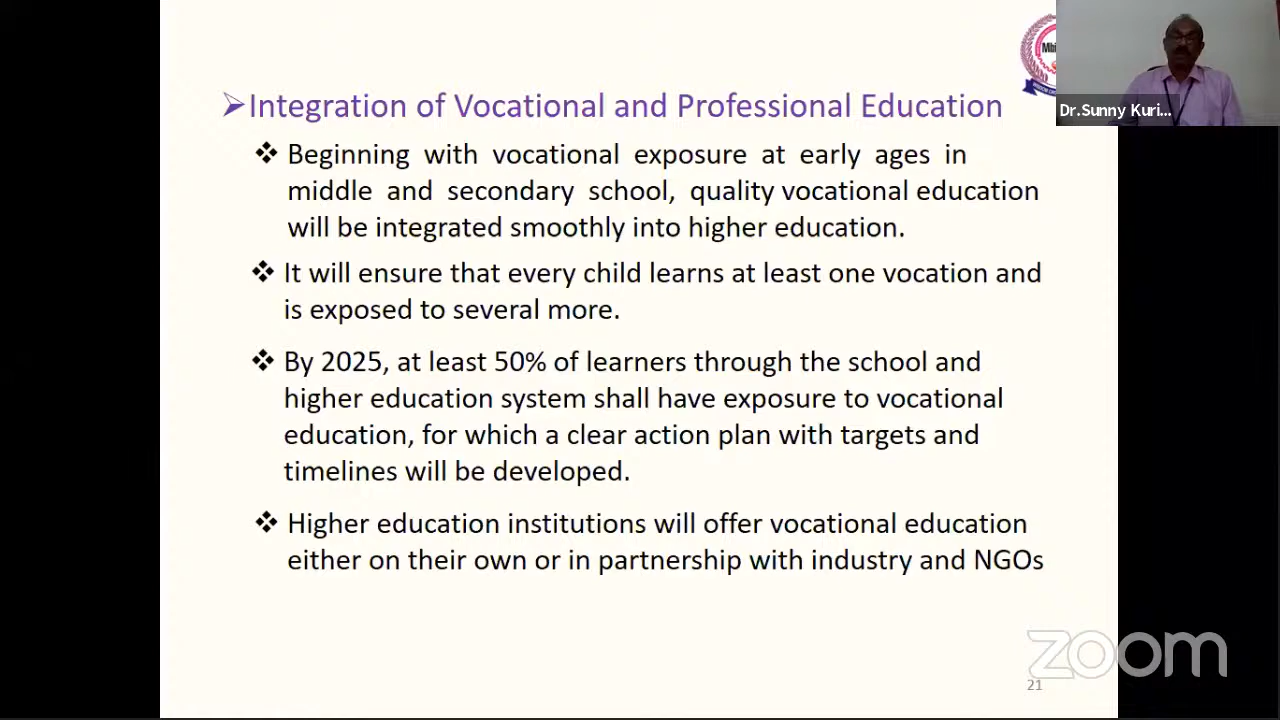 Mbi
Dr.Sunny Kuri...
➢Integration of Vocational and Professional Education
❖ Beginning with vocational exposure at early ages in
middle and secondary school, quality vocational education
will be integrated smoothly into higher education.
❖ It will ensure that every child learns at least one vocation and
is exposed to several more.
❖ By 2025, at least 50% of learners through the school and
higher education system shall have exposure to vocational
education, for which a clear action plan with targets and
timelines will be developed.
❖ Higher education institutions will offer vocational education
either on their own or in partnership with industry and NGOs
zoom
21